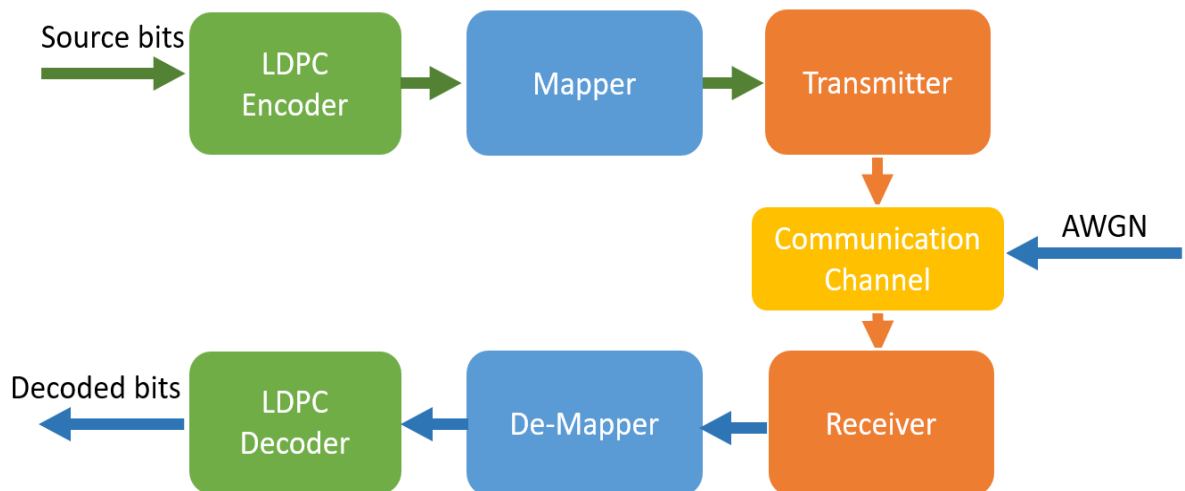 Source bits
LDPC
Encoder
Mapper
Transmitter
Communication
Channel
AWGN
Decoded bits
LDPC
Decoder
De-Mapper
Receiver